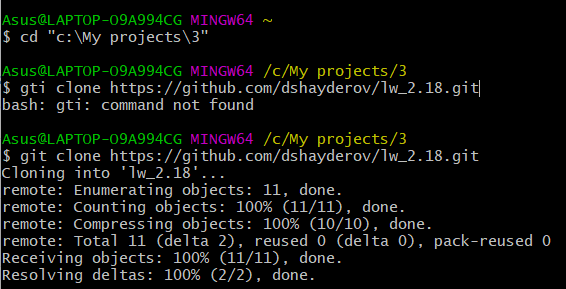 Asus@LAPTOP-O9A994CG MINGW64 ~
$ cd "c:\My projects\3"
Asus@LAPTOP-O9A994CG MINGW64 /c/My projects/3
$ gti clone https://github.com/dshayderov/lw_2.18.git
bash: gti: command not found
Asus@LAPTOP-O9A994CG MINGW64 /c/My projects/3
$ git clone https://github.com/dshayderov/lw_2.18.git
Cloning into 'lw_2.18'...
remote: Enumerating objects: 11, done.
remote: Counting objects: 100% (11/11), done.
remote: Compressing objects: 100% (10/10), done.
remote: Total 11 (delta 2), reused 0 (delta 0), pack-reused 0
Receiving objects: 100% (11/11), done.
Resolving deltas: 100% (2/2), done.